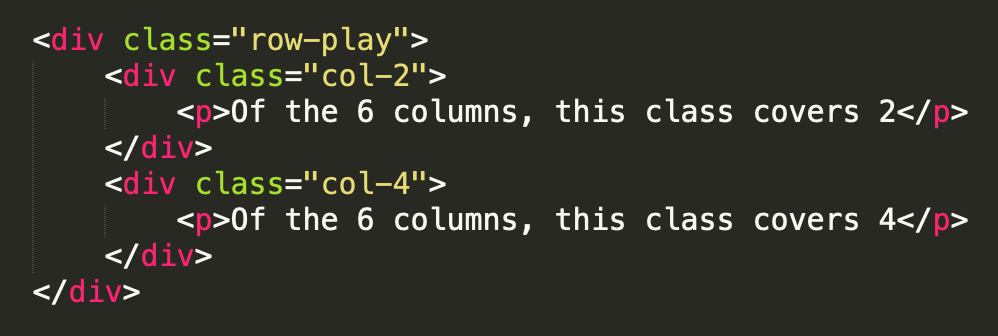 <div class="row-play">
    <div class="col-2">
        <p>Of the 6 columns, this class covers 2</p>
    </div>
    <div class="col-4">
        <p>Of the 6 columns, this class covers 4</p>
    </div>
</div>